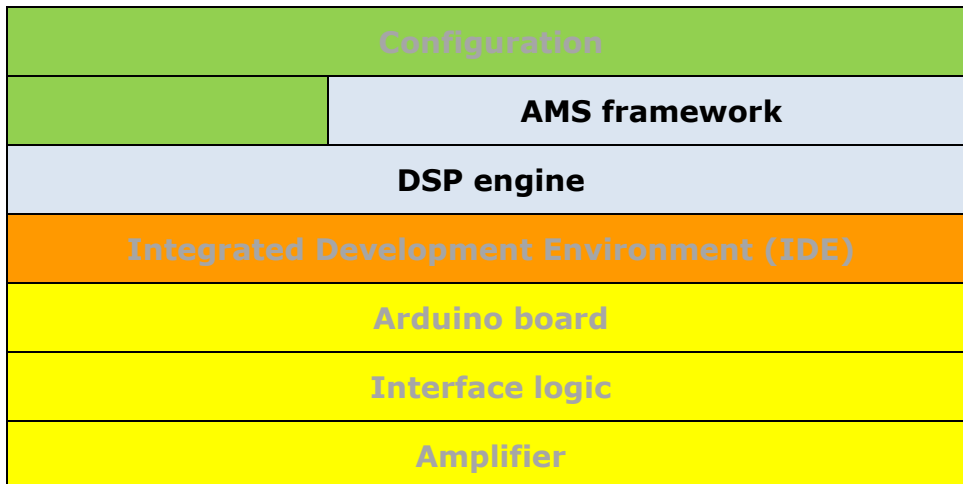 Configuration
AMS framework
DSP engine
Integrated Development Environment (IDE)
Arduino board
Interface logic
Amplifier